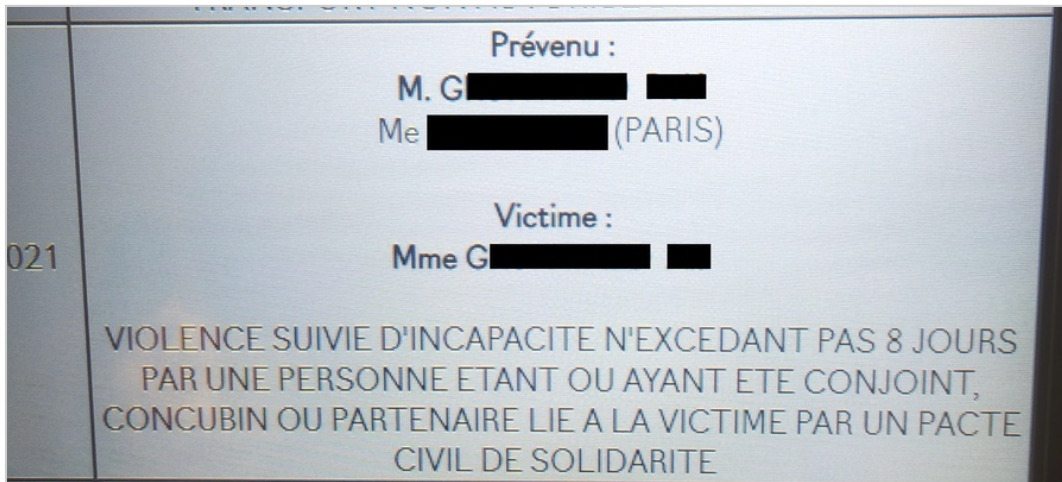 Prévenu :
M. G
Me (PARIS)
Victime :
Mme G
021
VIOLENCE SUIVIE D'INCAPACITE N'EXCEDANT PAS 8 JOURS
PAR UNE PERSONNE ETANT OU AYANT ETE CONJOINT,
CONCUBIN OU PARTENAIRE LIE A LA VICTIME PAR UN PACTE
CIVIL DE SOLIDARITE